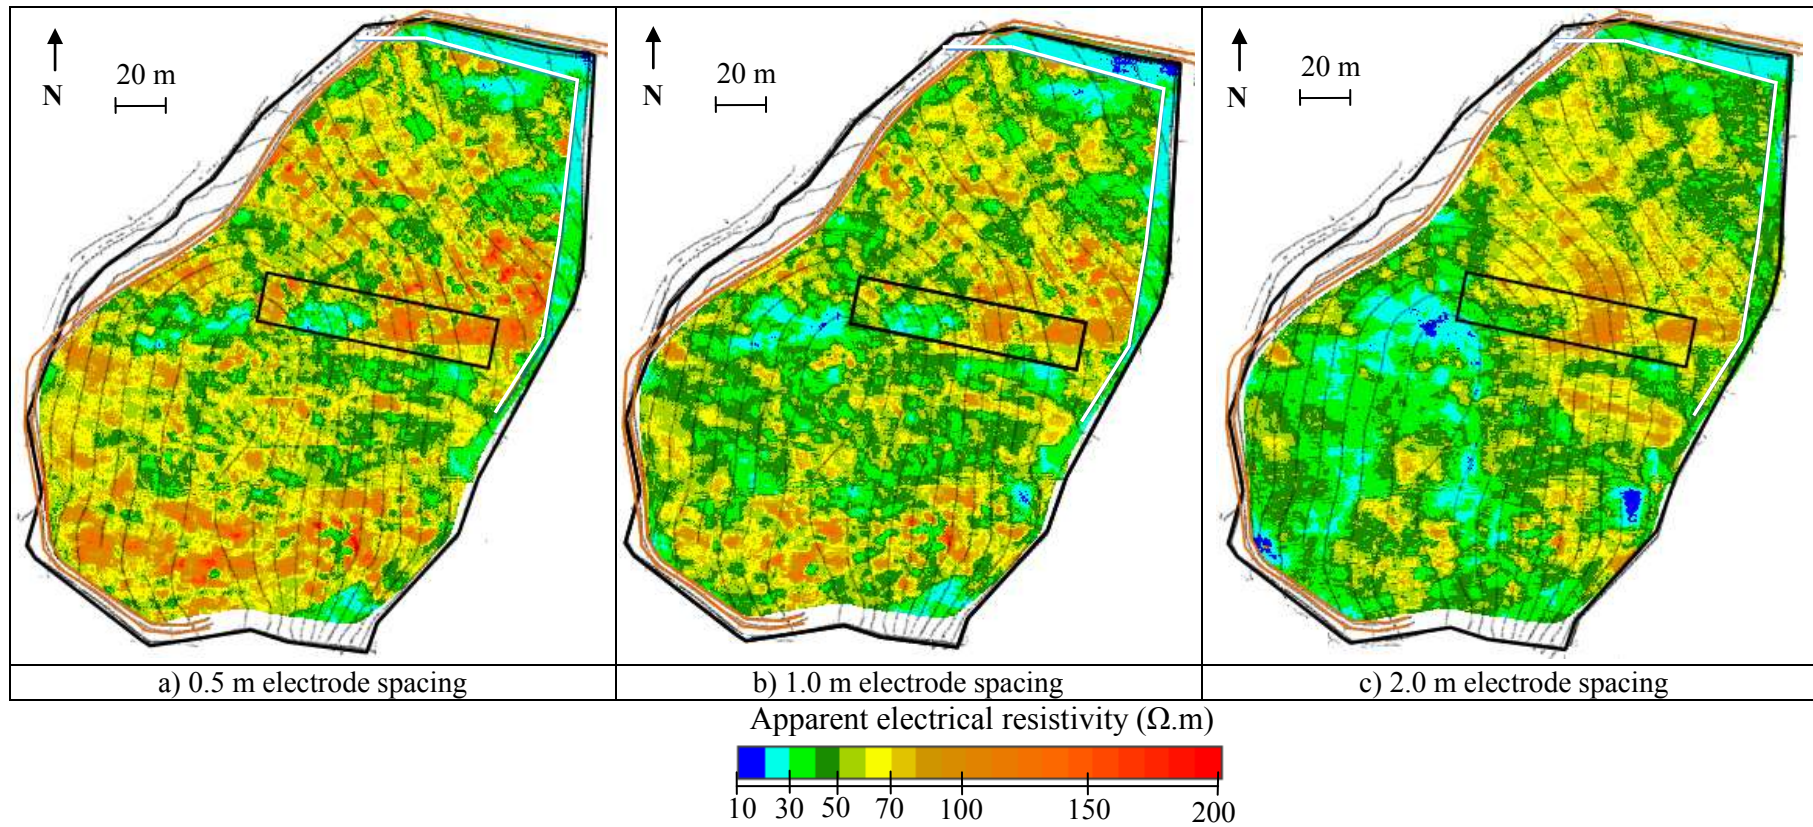 20 m
N
20 m
N
20 m
N
a) 0.5 m electrode spacing
b) 1.0 m electrode spacing
c) 2.0 m electrode spacing
Apparent electrical resistivity (Ω.m)
10 30 50 70 100 150 200